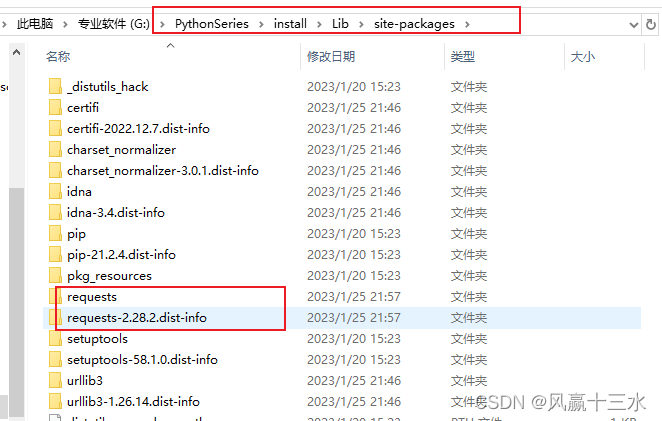 此电脑 > 专业软件 (G:) > PythonSeries > install > Lib > site-packages >
名称 修改日期 类型 大小
_distutils_hack 2023/1/20 15:23 文件夹
certifi 2023/1/25 21:46 文件夹
certifi-2022.12.7.dist-info 2023/1/25 21:46 文件夹
charset_normalizer 2023/1/25 21:46 文件夹
charset_normalizer-3.0.1.dist-info 2023/1/25 21:46 文件夹
idna 2023/1/25 21:46 文件夹
idna-3.4.dist-info 2023/1/25 21:46 文件夹
pip 2023/1/20 15:23 文件夹
pip-21.2.4.dist-info 2023/1/20 15:23 文件夹
pkg_resources 2023/1/20 15:23 文件夹
requests 2023/1/25 21:57 文件夹
requests-2.28.2.dist-info 2023/1/25 21:57 文件夹
setuptools 2023/1/20 15:23 文件夹
setuptools-58.1.0.dist-info 2023/1/20 15:23 文件夹
urllib3 2023/1/25 21:46 文件夹
urllib3-1.26.14.dist-info 2023/1/25 21:46 文件夹
CSDN @风赢十三水